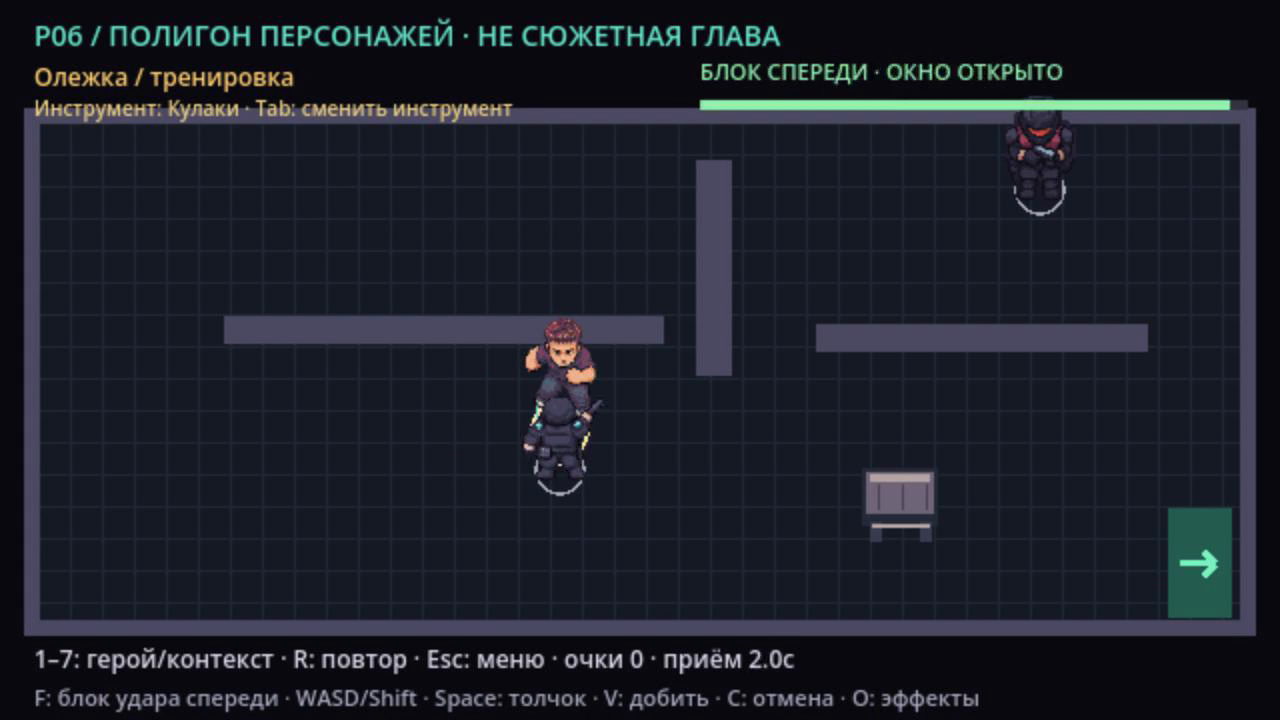 P06 / ПОЛИГОН ПЕРСОНАЖЕЙ · НЕ СЮЖЕТНАЯ ГЛАВА
Олежка / тренировка
БЛОК СПЕРЕДИ · ОКНО ОТКРЫТО
Инструмент: Кулаки · Tab: сменить инструмент
→
1–7: герой/контекст · R: повтор · Esc: меню · очки 0 · приём 2.0с
F: блок удара спереди · WASD/Shift · Space: толчок · V: добить · C: отмена · O: эффекты